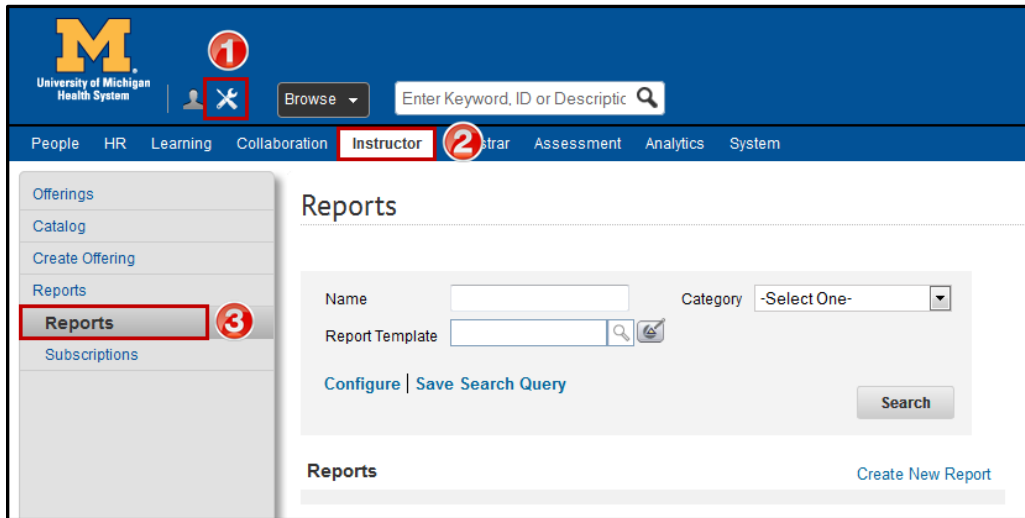 M
University of Michigan
Health System
1
Browse
Enter Keyword, ID or Descriptic
People HR Learning Collaboration Instructor 2 strar Assessment Analytics System
Offerings
Catalog
Create Offering
Reports
Reports 3
Subscriptions
Reports
Name Category -Select One-
Report Template
Configure | Save Search Query
Search
Reports Create New Report